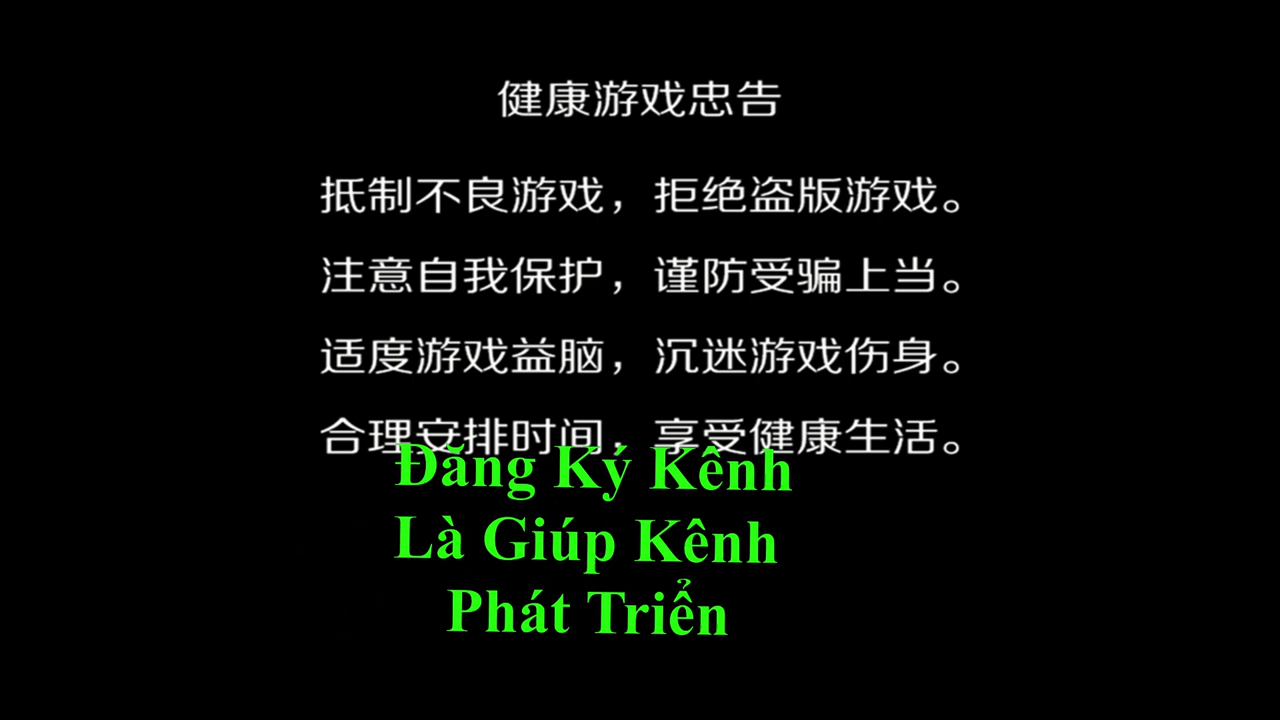 健康游戏忠告
抵制不良游戏，拒绝盗版游戏。
注意自我保护，谨防受骗上当。
适度游戏益脑，沉迷游戏伤身。
合理安排时间，享受健康生活。
Đăng Ký Kênh
Là Giúp Kênh
Phát Triển